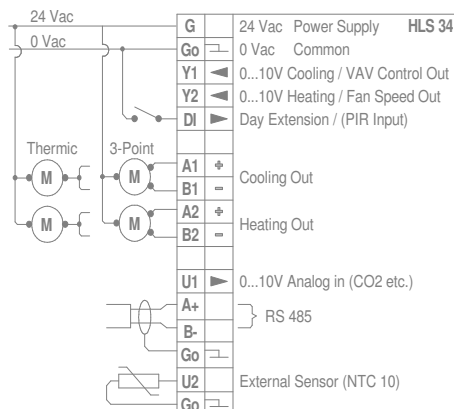 24 Vac G 24 Vac Power Supply HLS 34
0 Vac Go 0 Vac Common
Y1 0...10V Cooling / VAV Control Out
Y2 0...10V Heating / Fan Speed Out
DI Day Extension / (PIR Input)
Thermic 3-Point
M M A1 + Cooling Out
B1 -
M M A2 + Heating Out
B2 -
U1 0...10V Analog in (CO2 etc.)
A+ RS 485
B-
Go
U2 External Sensor (NTC 10)
Go